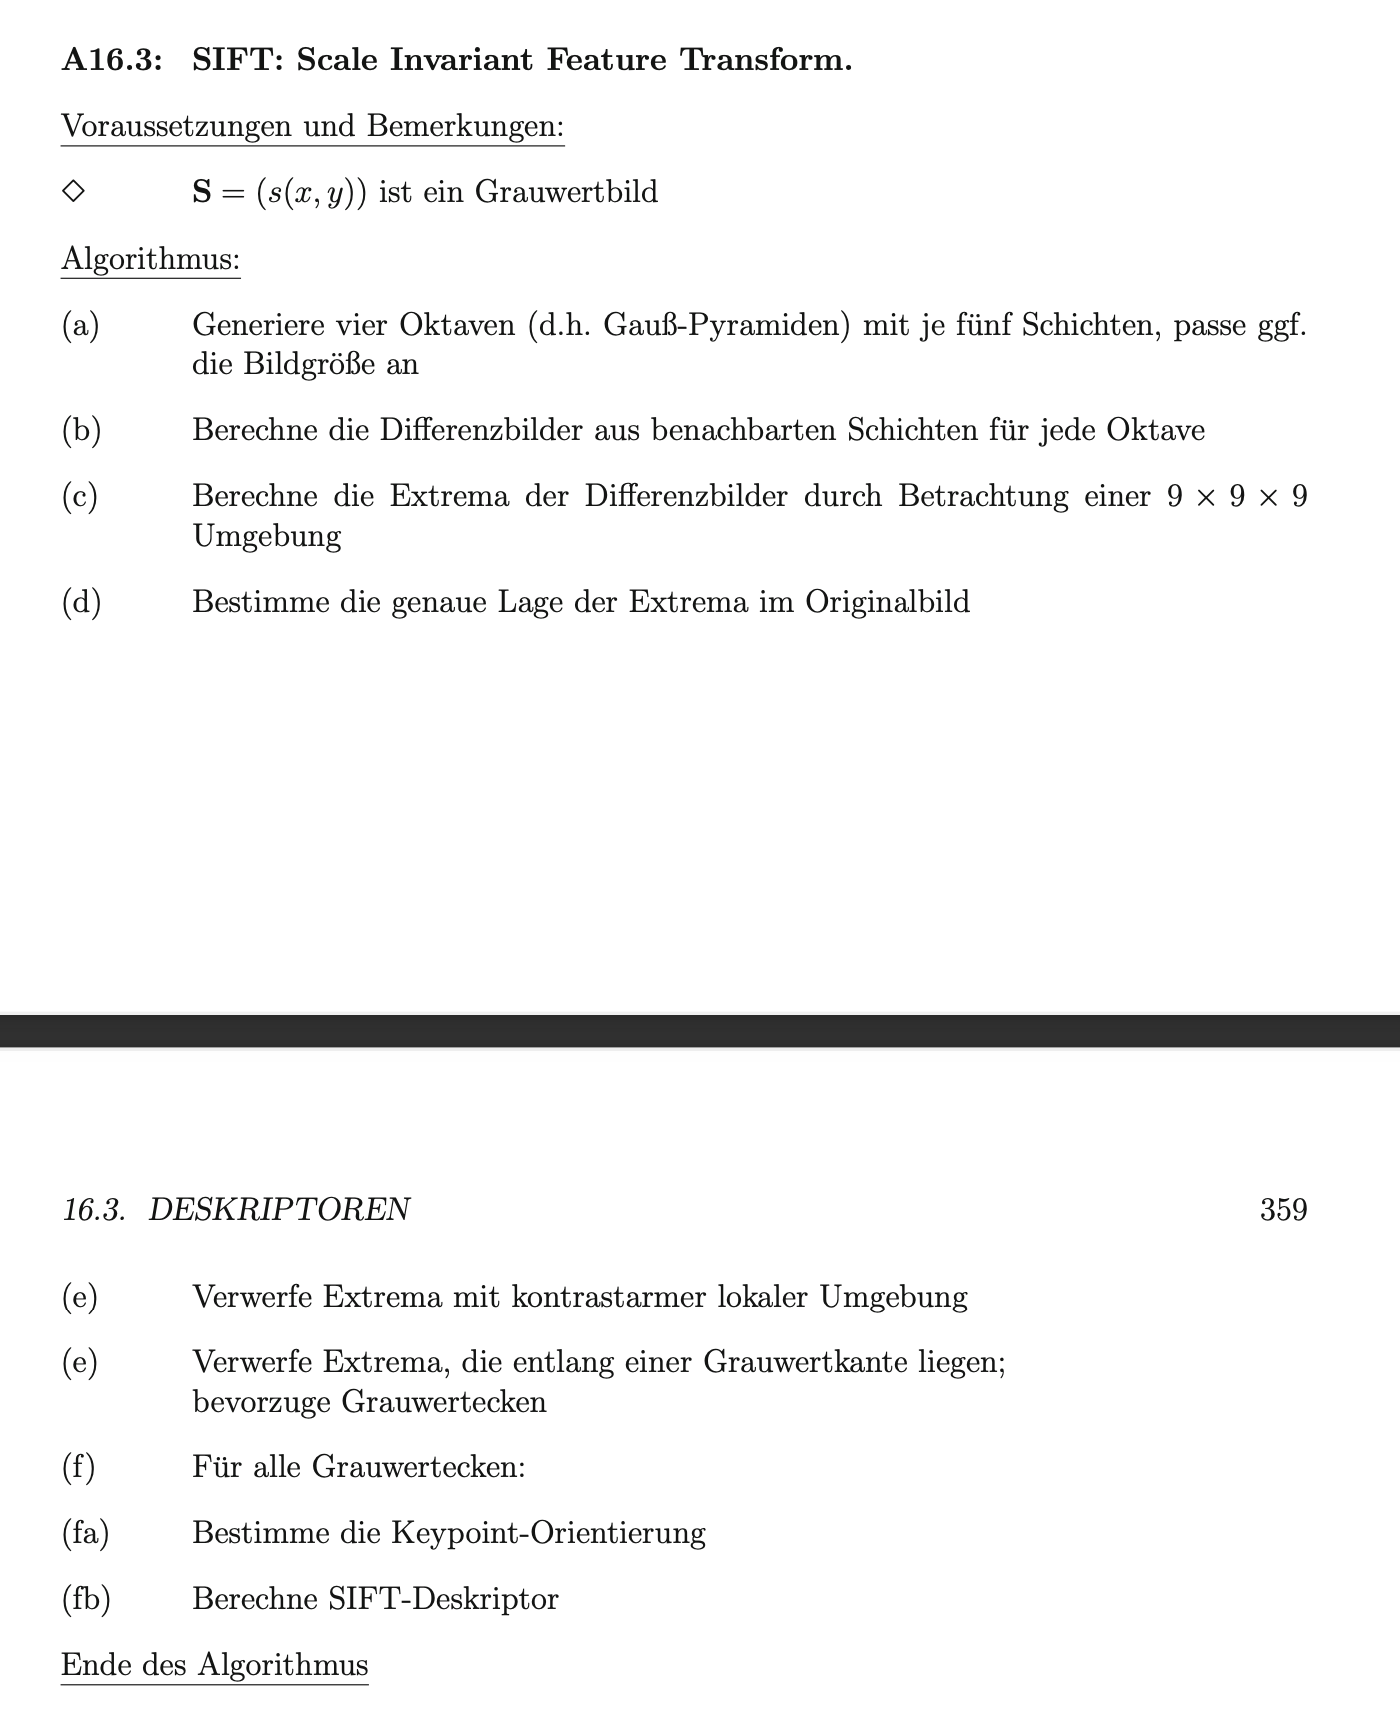 A16.3: SIFT: Scale Invariant Feature Transform.
Voraussetzungen und Bemerkungen:
◇ S = (s(x, y)) ist ein Grauwertbild
Algorithmus:
(a) Generiere vier Oktaven (d.h. Gauß-Pyramiden) mit je fünf Schichten, passe ggf.
die Bildgröße an
(b) Berechne die Differenzbilder aus benachbarten Schichten für jede Oktave
(c) Berechne die Extrema der Differenzbilder durch Betrachtung einer 9 × 9 × 9
Umgebung
(d) Bestimme die genaue Lage der Extrema im Originalbild
16.3. DESKRIPTOREN 359
(e) Verwerfe Extrema mit kontrastarmer lokaler Umgebung
(e) Verwerfe Extrema, die entlang einer Grauwertkante liegen;
bevorzuge Grauwertecken
(f) Für alle Grauwertecken:
(fa) Bestimme die Keypoint-Orientierung
(fb) Berechne SIFT-Deskriptor
Ende des Algorithmus